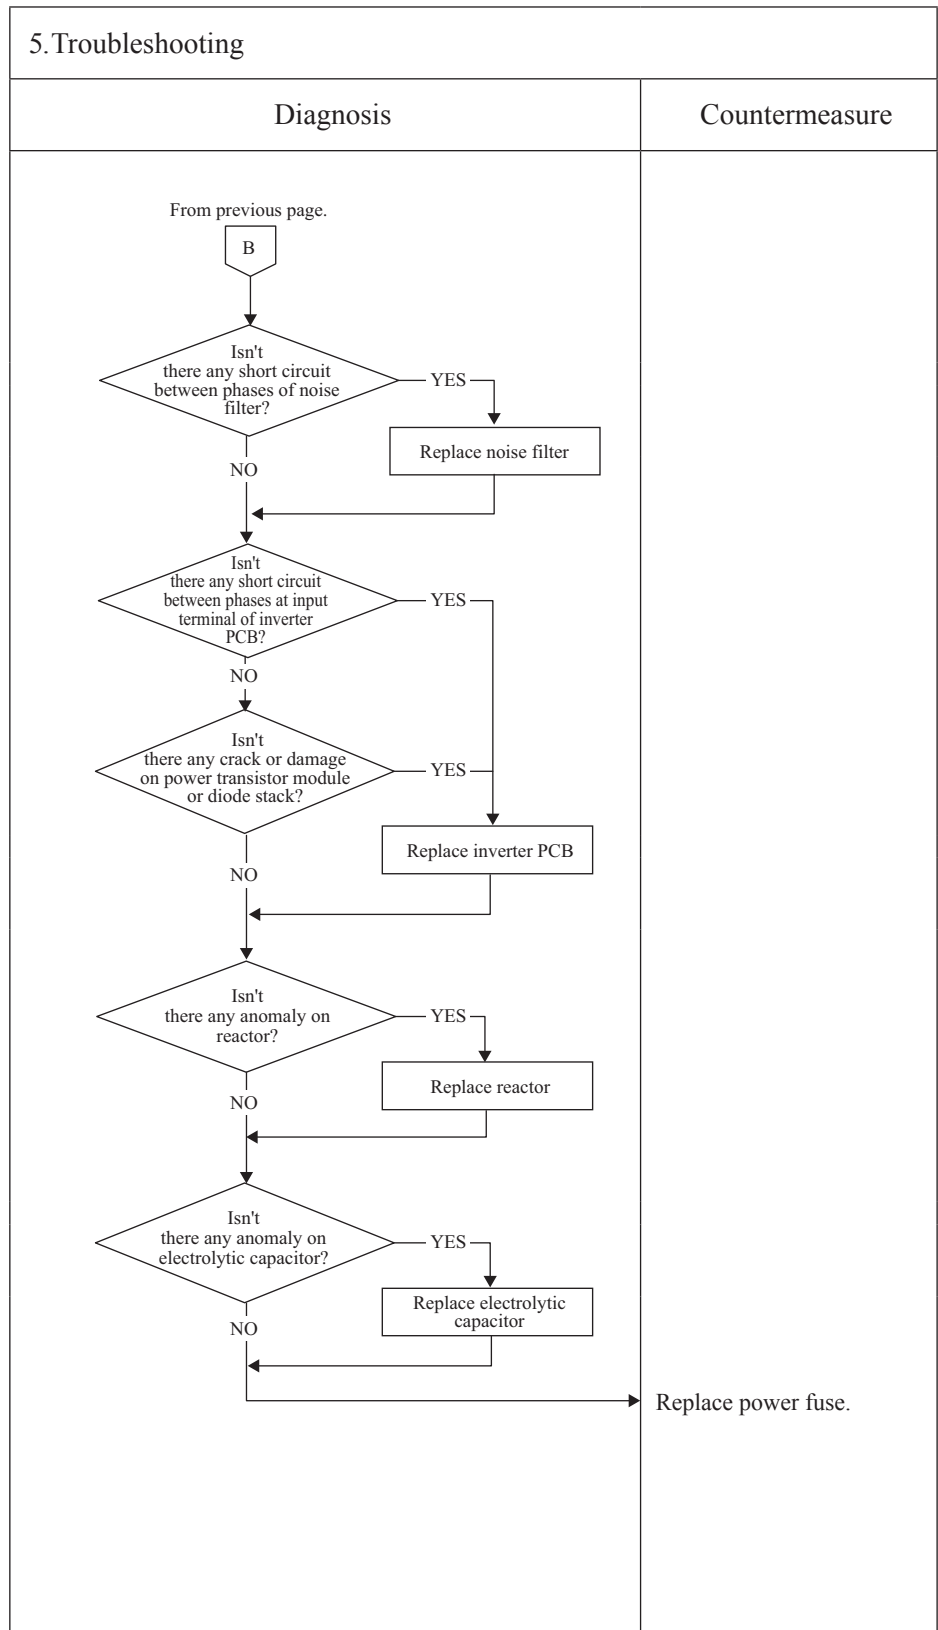 5.Troubleshooting
Diagnosis
Countermeasure
From previous page.
B
Isn't
there any short circuit
between phases of noise
filter?
YES
Replace noise filter
NO
Isn't
there any short circuit
between phases at input
terminal of inverter
PCB?
YES
NO
Isn't
there any crack or damage
on power transistor module
or diode stack?
YES
Replace inverter PCB
NO
Isn't
there any anomaly on
reactor?
YES
Replace reactor
NO
Isn't
there any anomaly on
electrolytic capacitor?
YES
Replace electrolytic
capacitor
NO
Replace power fuse.